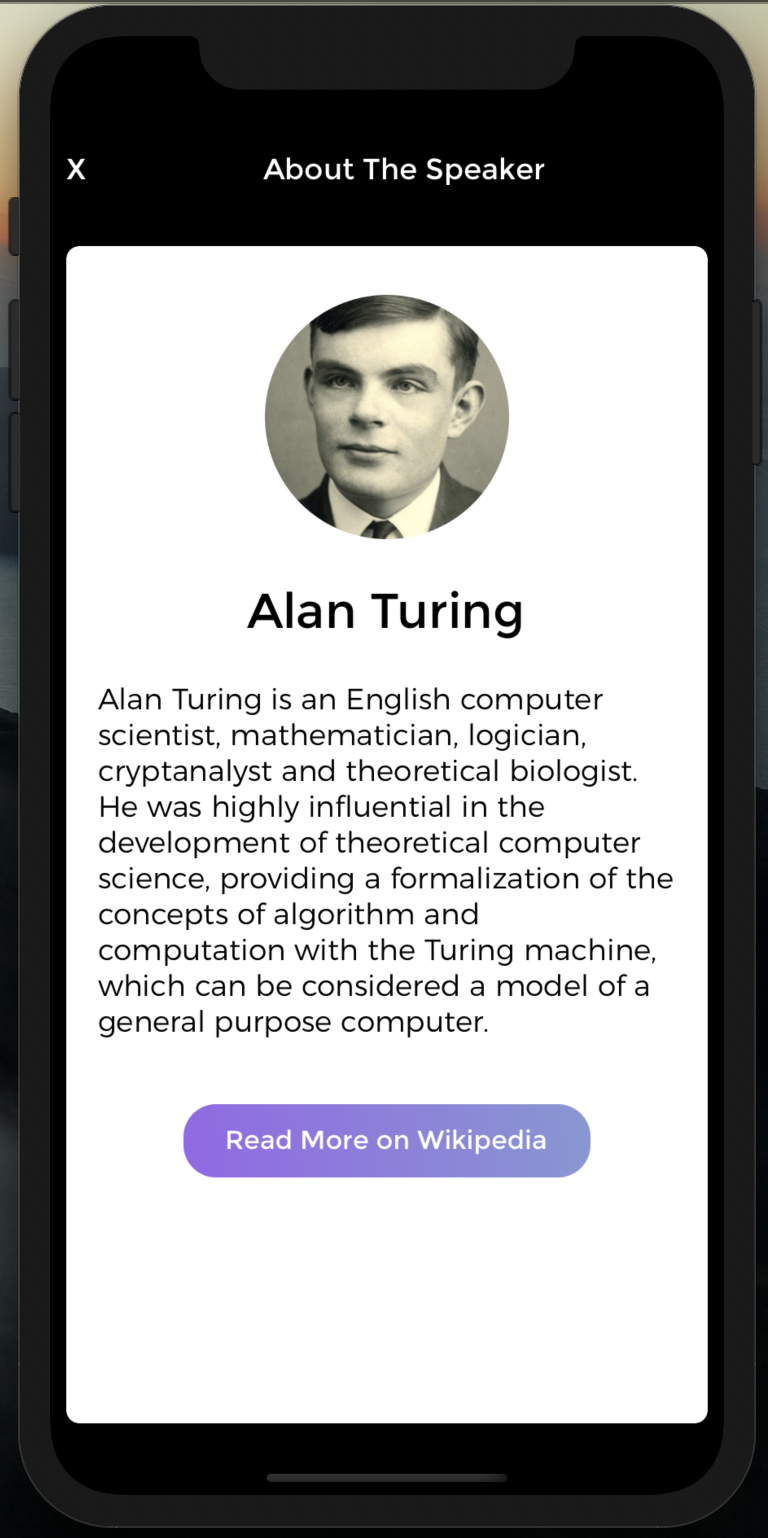 X
About The Speaker
Alan Turing
Alan Turing is an English computer
scientist, mathematician, logician,
cryptanalyst and theoretical biologist.
He was highly influential in the
development of theoretical computer
science, providing a formalization of the
concepts of algorithm and
computation with the Turing machine,
which can be considered a model of a
general purpose computer.
Read More on Wikipedia